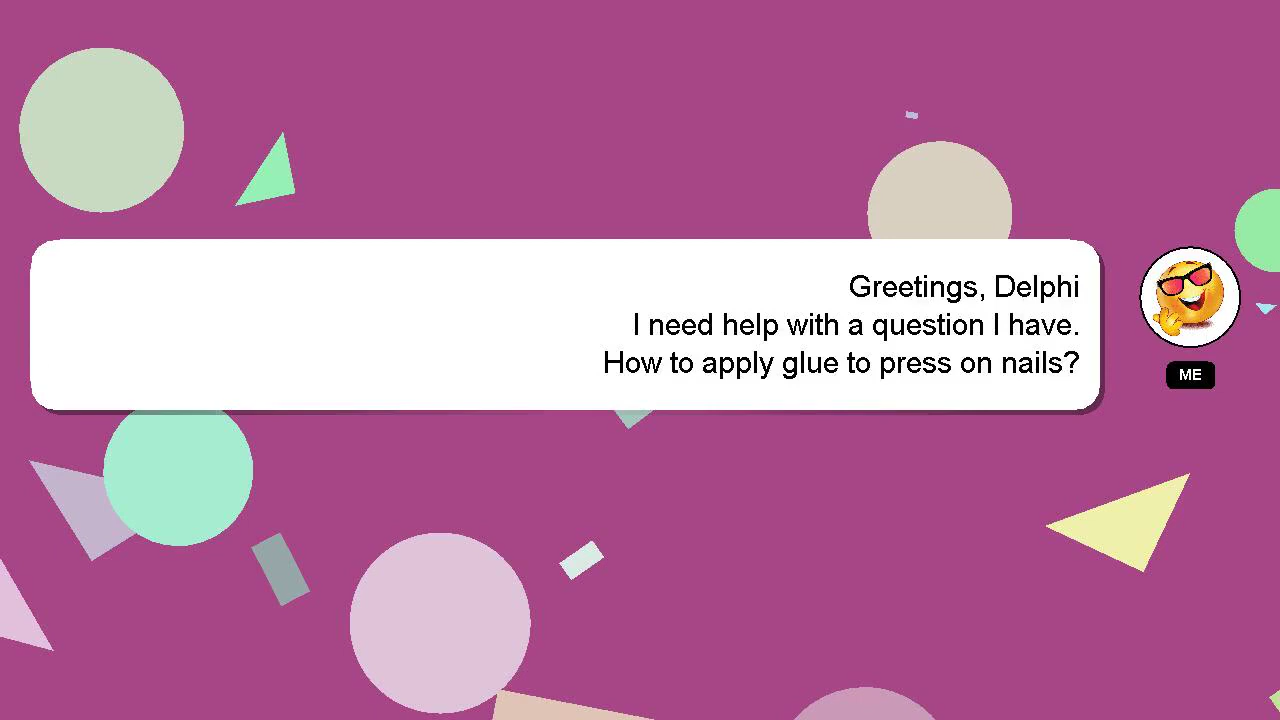 Greetings, Delphi
I need help with a question I have.
How to apply glue to press on nails?
ME